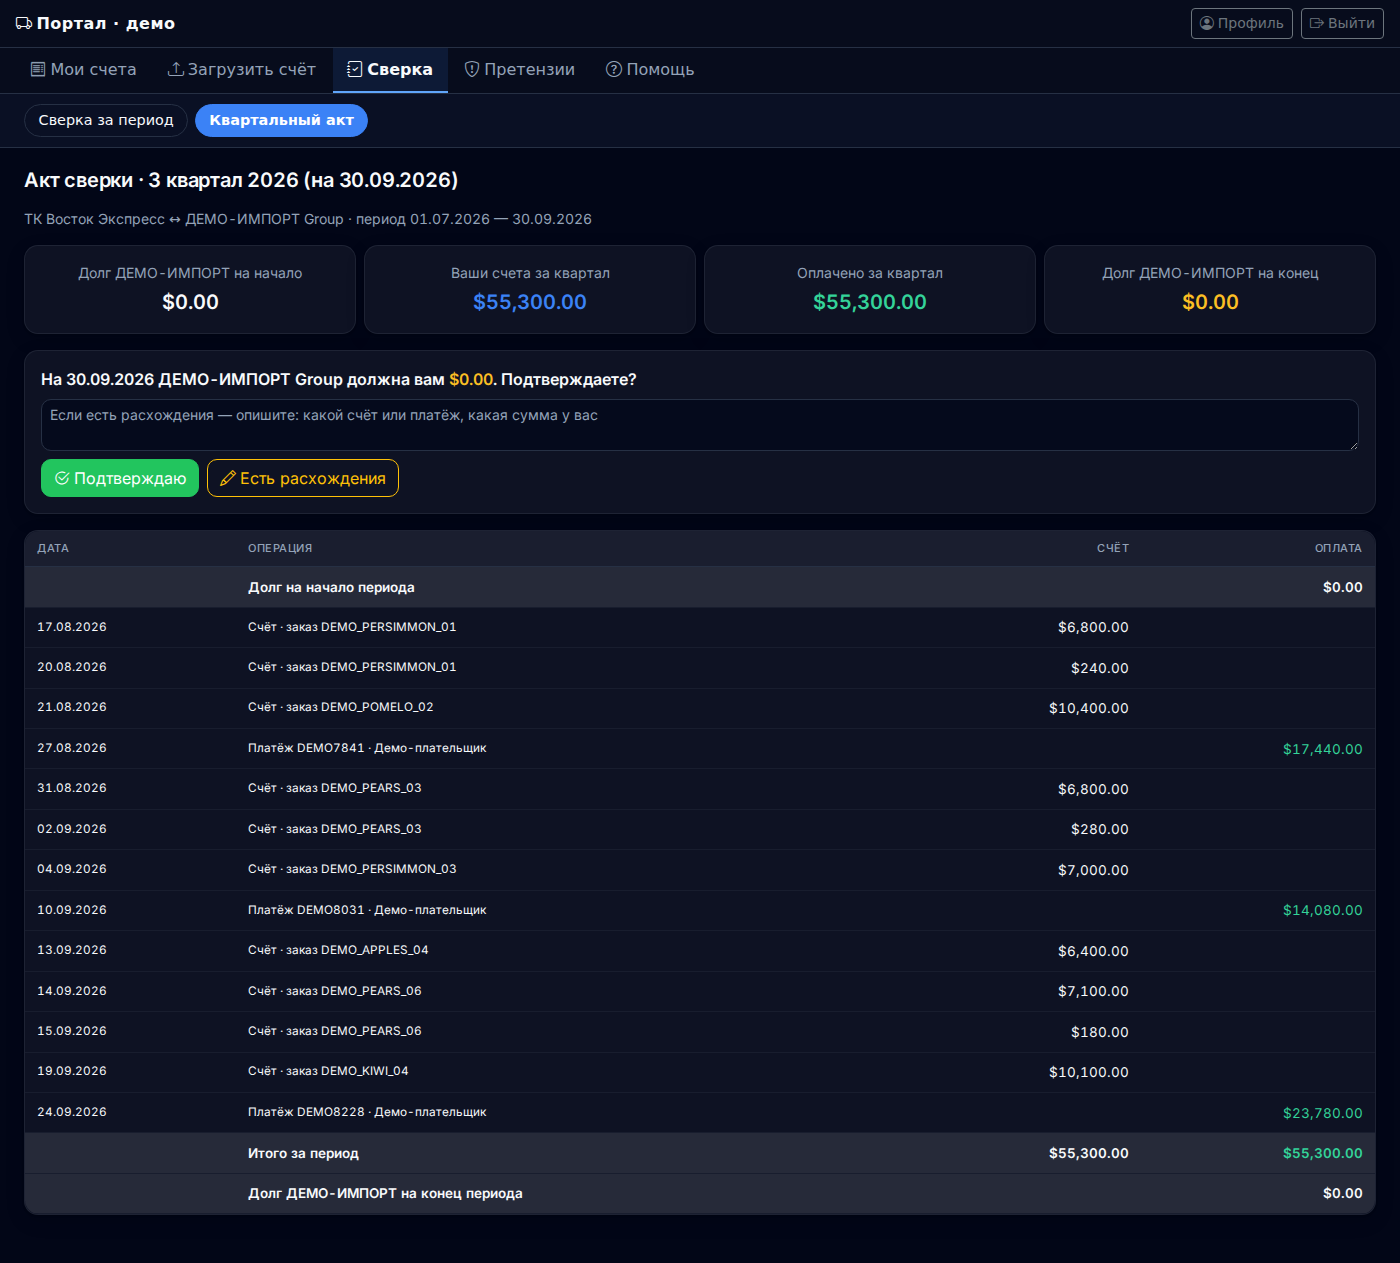 Портал · демо
Профиль
Выйти
Мои счета
Загрузить счёт
Сверка
Претензии
Помощь
Сверка за период
Квартальный акт
Акт сверки · 3 квартал 2026 (на 30.09.2026)
ТК Восток Экспресс ↔ ДЕМО-ИМПОРТ Group · период 01.07.2026 — 30.09.2026
Долг ДЕМО-ИМПОРТ на начало
$0.00
Ваши счета за квартал
$55,300.00
Оплачено за квартал
$55,300.00
Долг ДЕМО-ИМПОРТ на конец
$0.00
На 30.09.2026 ДЕМО-ИМПОРТ Group должна вам $0.00. Подтверждаете?
Если есть расхождения — опишите: какой счёт или платёж, какая сумма у вас
Подтверждаю
Есть расхождения
ДАТА ОПЕРАЦИЯ СЧЁТ ОПЛАТА
Долг на начало периода $0.00
17.08.2026 Счёт · заказ DEMO_PERSIMMON_01 $6,800.00
20.08.2026 Счёт · заказ DEMO_PERSIMMON_01 $240.00
21.08.2026 Счёт · заказ DEMO_POMELO_02 $10,400.00
27.08.2026 Платёж DEMO7841 · Демо-плательщик $17,440.00
31.08.2026 Счёт · заказ DEMO_PEARS_03 $6,800.00
02.09.2026 Счёт · заказ DEMO_PEARS_03 $280.00
04.09.2026 Счёт · заказ DEMO_PERSIMMON_03 $7,000.00
10.09.2026 Платёж DEMO8031 · Демо-плательщик $14,080.00
13.09.2026 Счёт · заказ DEMO_APPLES_04 $6,400.00
14.09.2026 Счёт · заказ DEMO_PEARS_06 $7,100.00
15.09.2026 Счёт · заказ DEMO_PEARS_06 $180.00
19.09.2026 Счёт · заказ DEMO_KIWI_04 $10,100.00
24.09.2026 Платёж DEMO8228 · Демо-плательщик $23,780.00
Итого за период $55,300.00 $55,300.00
Долг ДЕМО-ИМПОРТ на конец периода $0.00